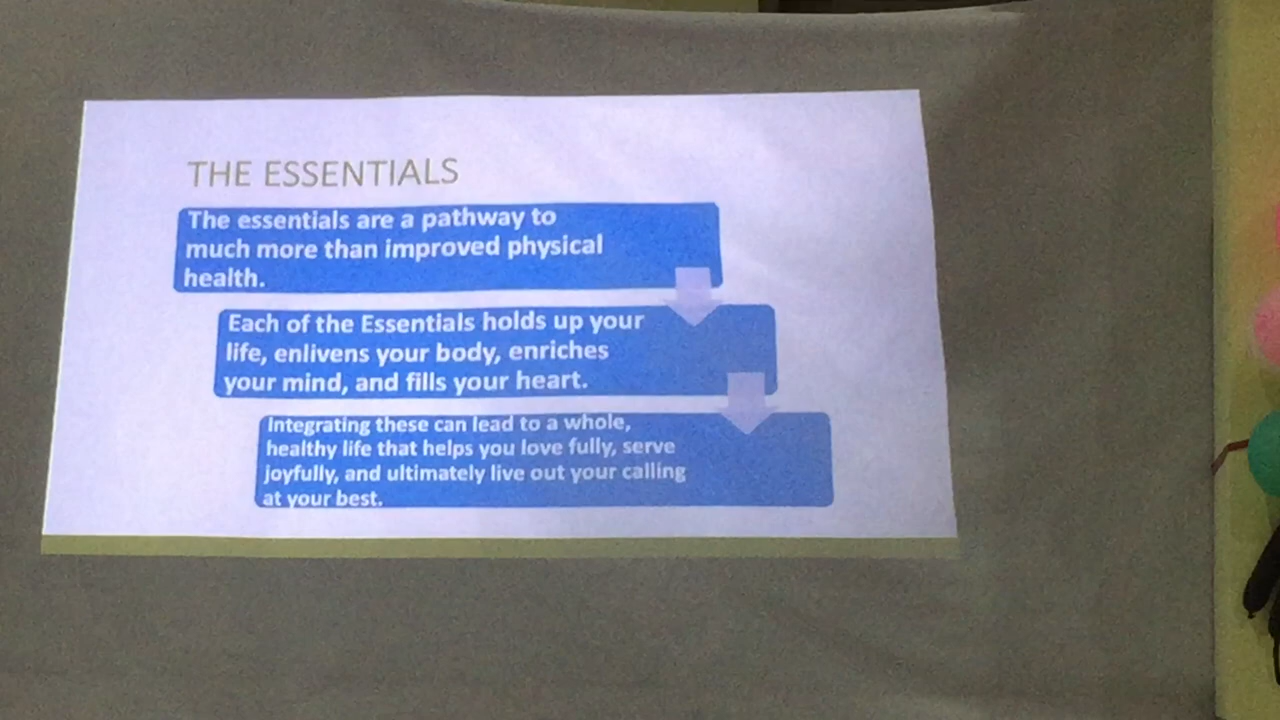 THE ESSENTIALS
The essentials are a pathway to
much more than improved physical
health.
Each of the Essentials holds up your
life, enlivens your body, enriches
your mind, and fills your heart.
Integrating these can lead to a whole,
healthy life that helps you love fully, serve
joyfully, and ultimately live out your calling
at your best.